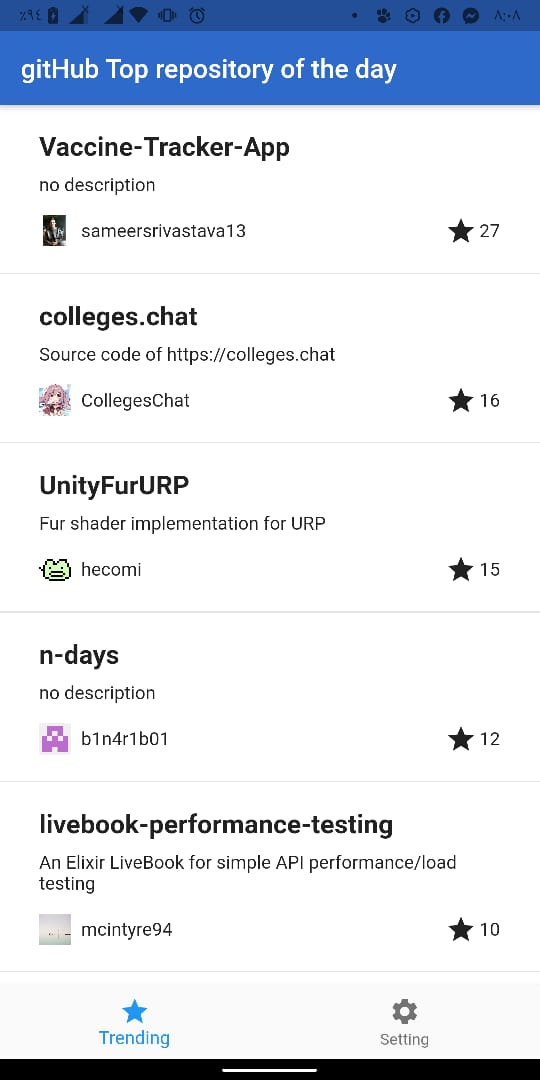 ٪٩٤ ٨:٠٨
gitHub Top repository of the day
Vaccine-Tracker-App
no description
sameersrivastava13 27
colleges.chat
Source code of https://colleges.chat
CollegesChat 16
UnityFurURP
Fur shader implementation for URP
hecomi 15
n-days
no description
b1n4r1b01 12
livebook-performance-testing
An Elixir LiveBook for simple API performance/load
testing
mcintyre94 10
Trending Setting